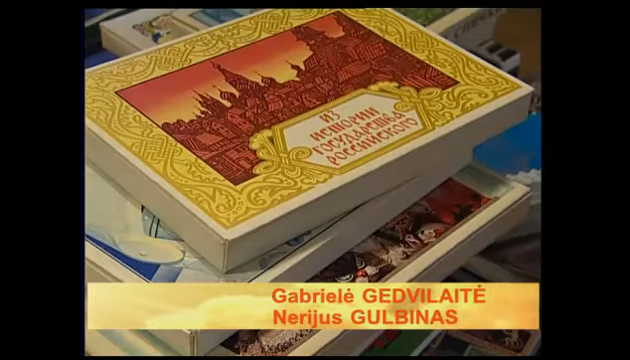 ИЗ
ИСТОРИИ
ГОСУДАРСТВА
РОССИЙСКОГО
Gabrielė GEDVILAITĖ
Nerijus GULBINAS